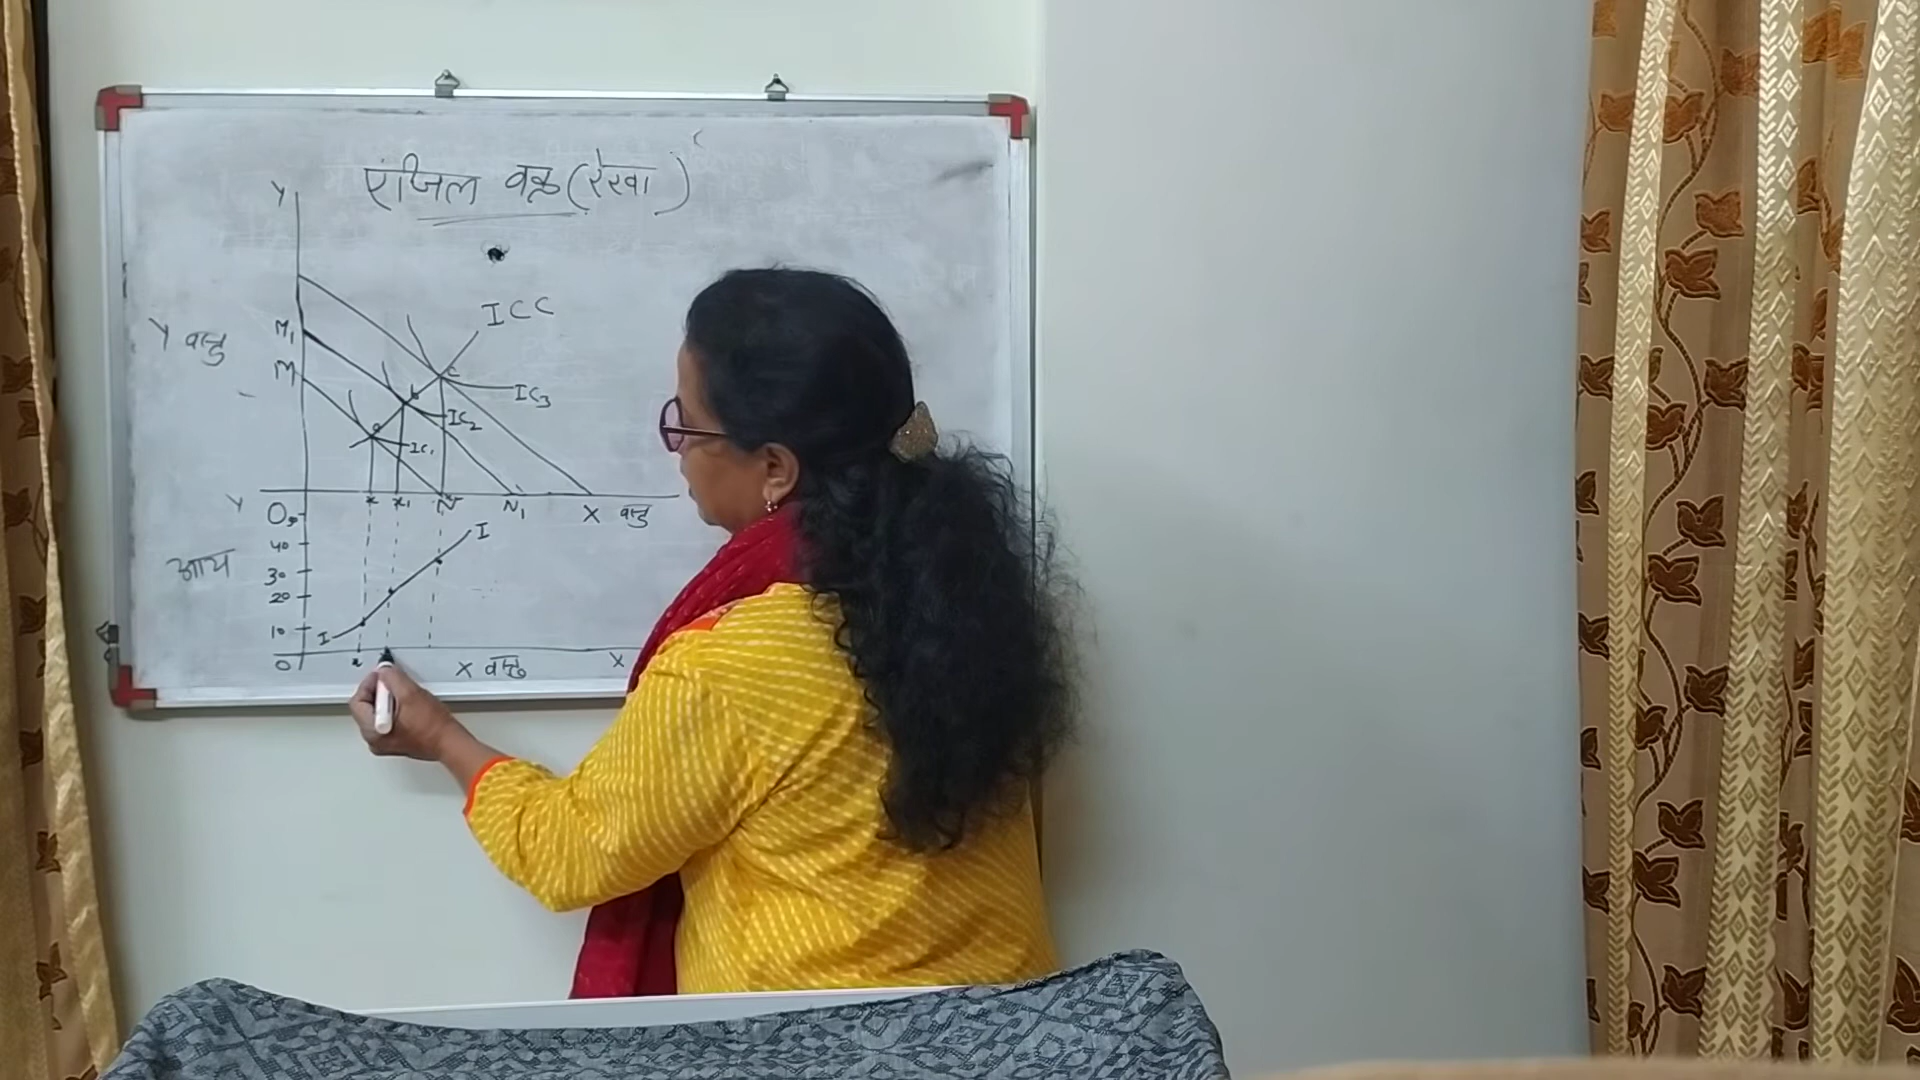 एंजिल वक्र (रेखा)
Y
ICC
Y वस्तु
M₁
M
C
b
a
IC₃
IC₂
IC₁
Y
O
x x₁ N N₁ X वस्तु
आय
40
30
20
10
O
I
I
x
X वस्तु X